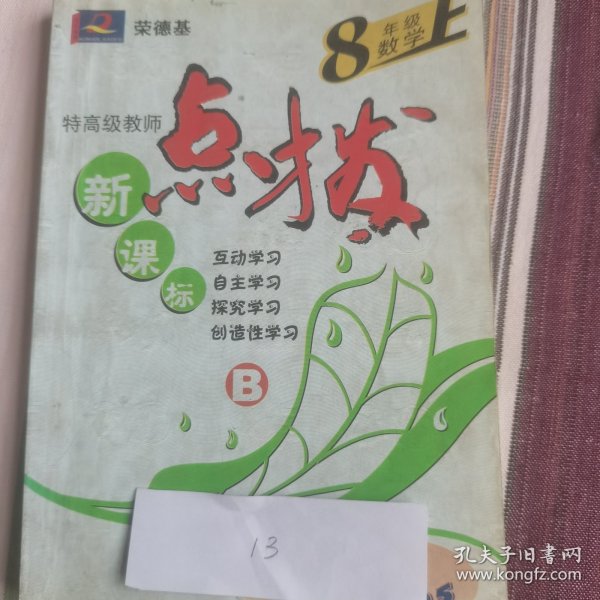 荣德基
8年级数学上
特高级教师
点拨
新课标
互动学习
自主学习
探究学习
创造性学习
B
13
孔夫子旧书网
www.kongfz.com